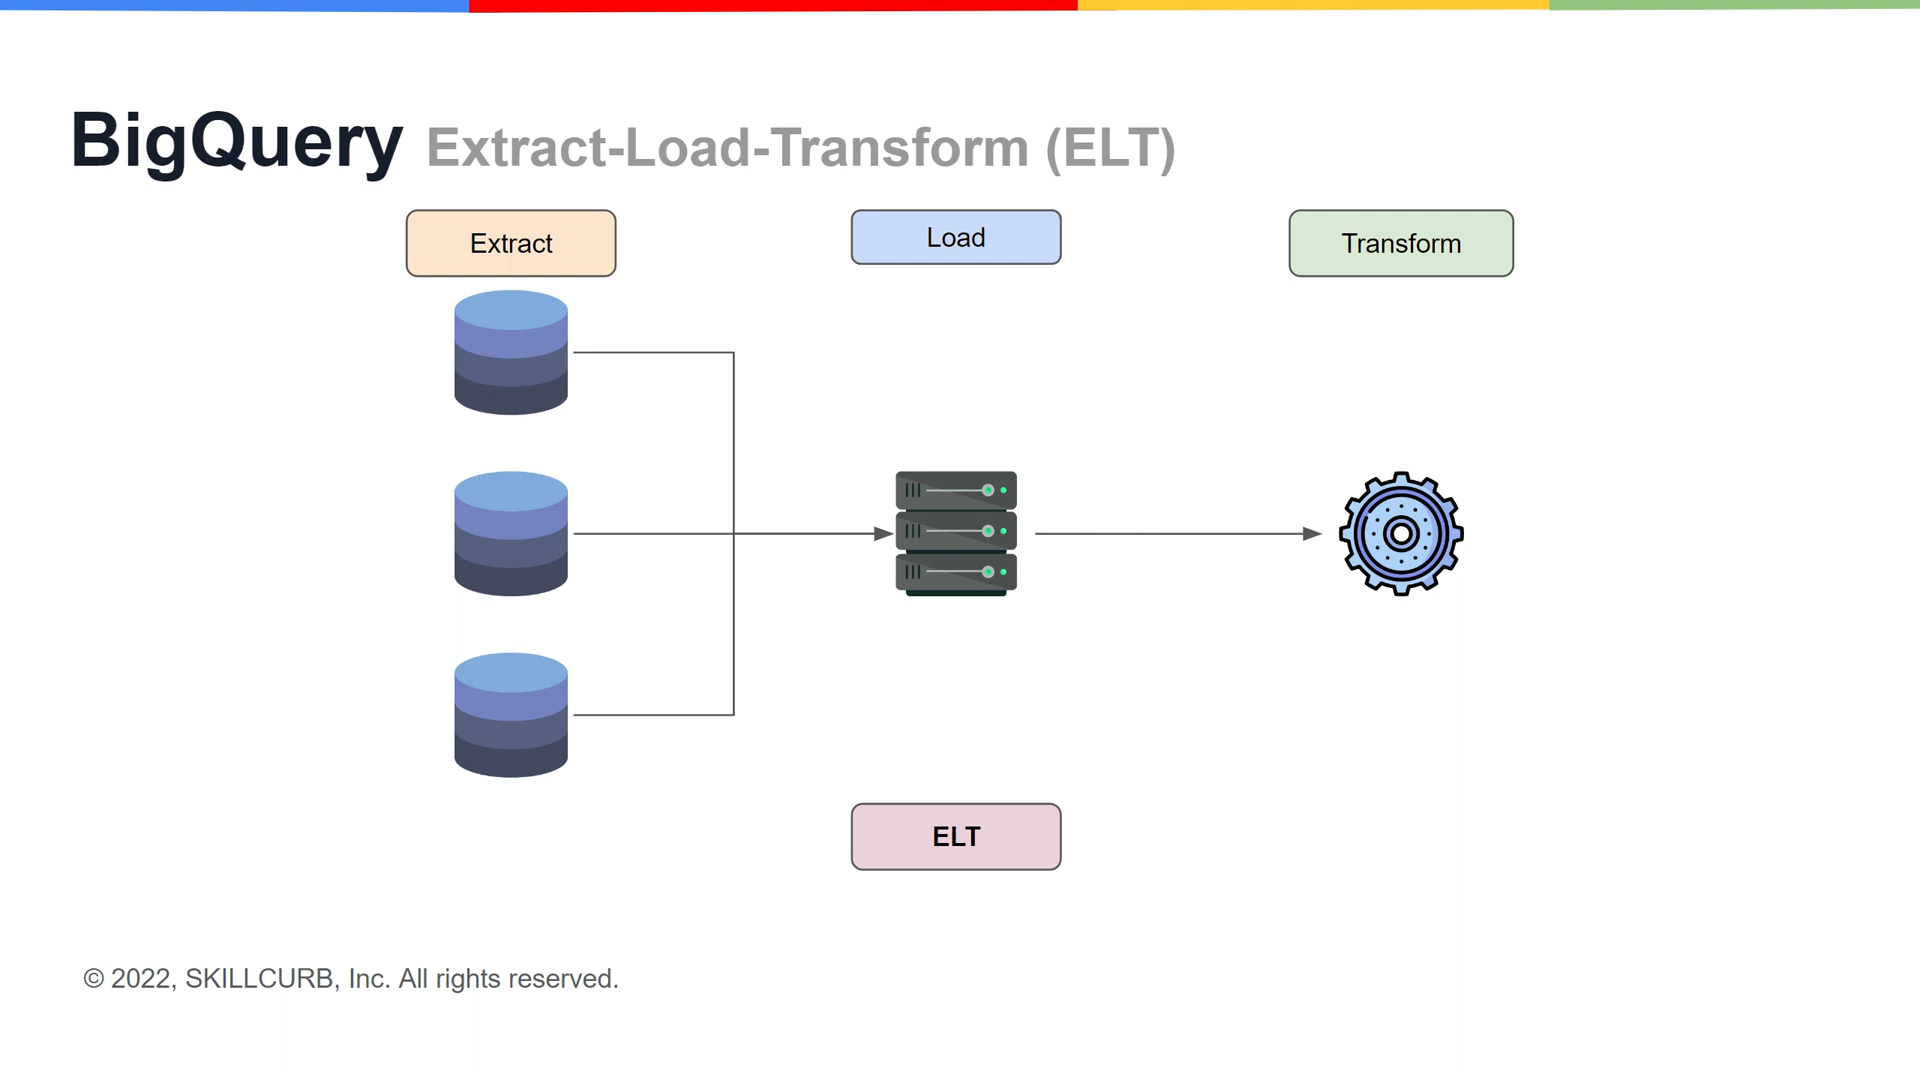 BigQuery Extract-Load-Transform (ELT)
Extract
Load
Transform
ELT
© 2022, SKILLCURB, Inc. All rights reserved.